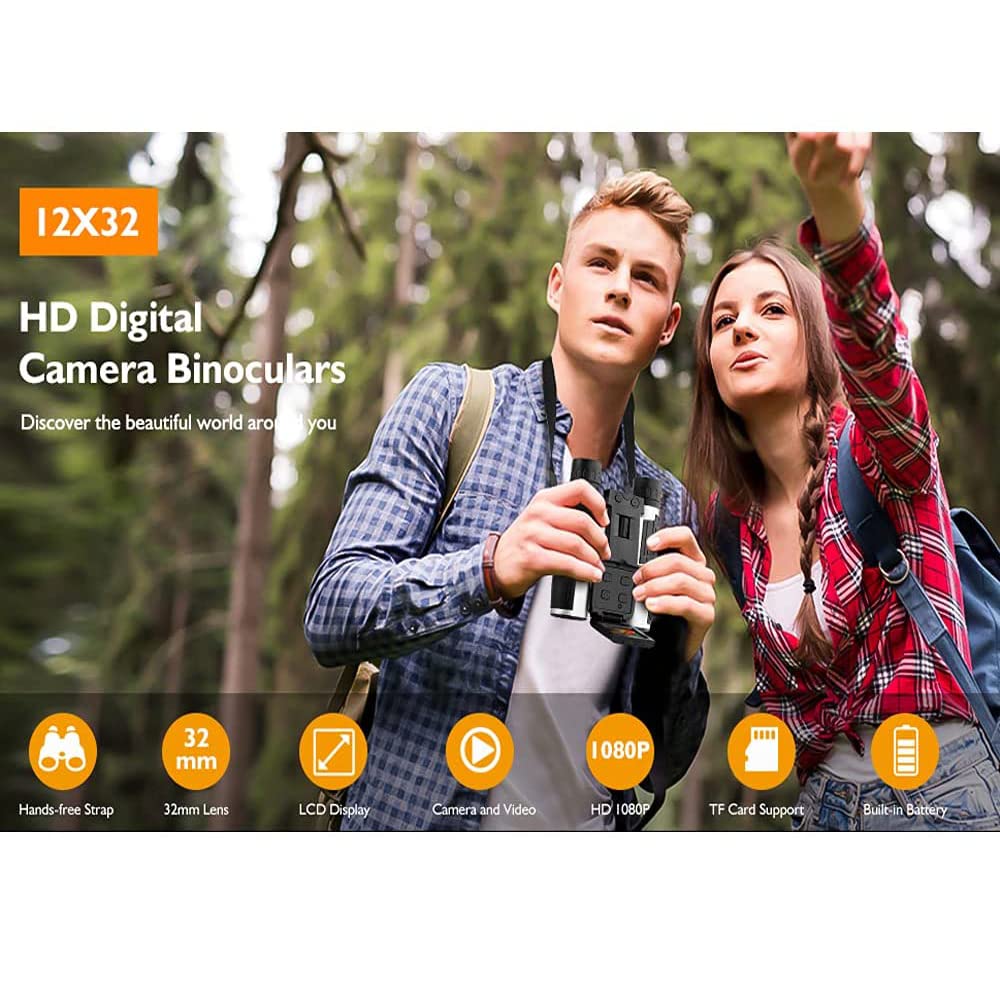 12X32
HD Digital
Camera Binoculars
Discover the beautiful world around you
32
mm
1080P
Hands-free Strap
32mm Lens
LCD Display
Camera and Video
HD 1080P
TF Card Support
Built-in Battery